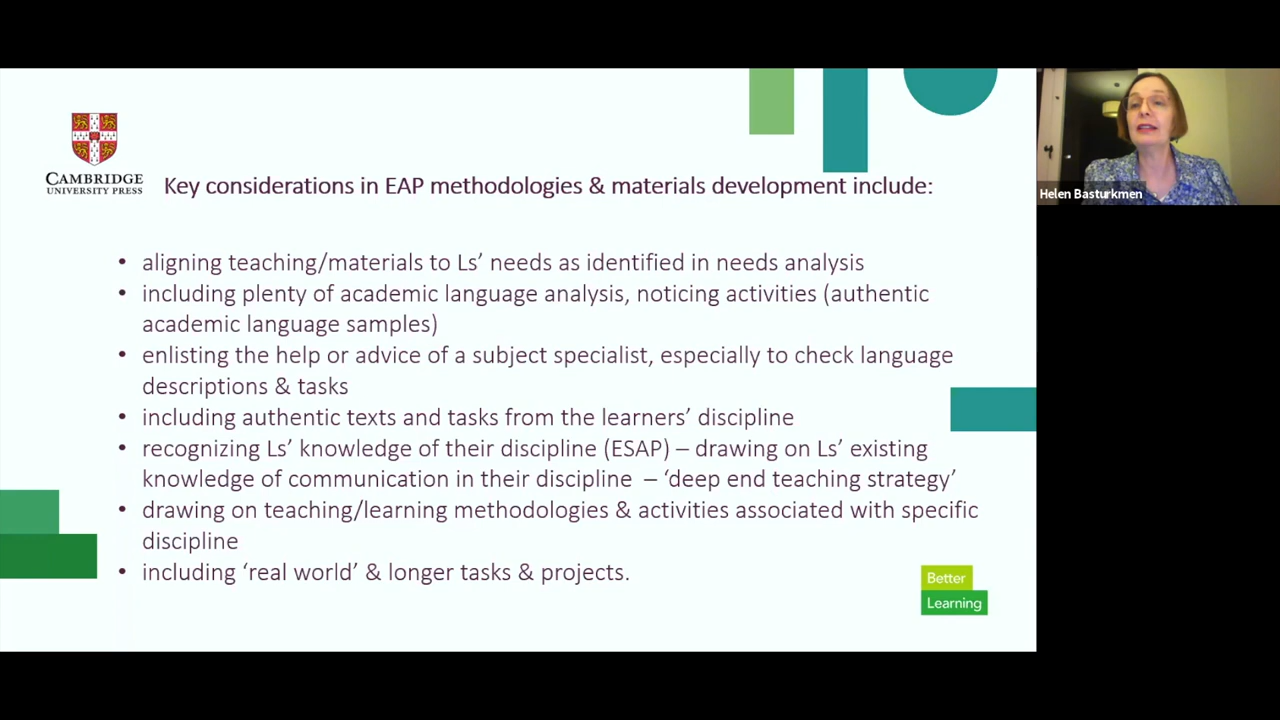 CAMBRIDGE
UNIVERSITY PRESS
Key considerations in EAP methodologies & materials development include:
• aligning teaching/materials to Ls’ needs as identified in needs analysis
• including plenty of academic language analysis, noticing activities (authentic
academic language samples)
• enlisting the help or advice of a subject specialist, especially to check language
descriptions & tasks
• including authentic texts and tasks from the learners’ discipline
• recognizing Ls’ knowledge of their discipline (ESAP) – drawing on Ls’ existing
knowledge of communication in their discipline – ‘deep end teaching strategy’
• drawing on teaching/learning methodologies & activities associated with specific
discipline
• including ‘real world’ & longer tasks & projects.
Better
Learning
Helen Basturkmen